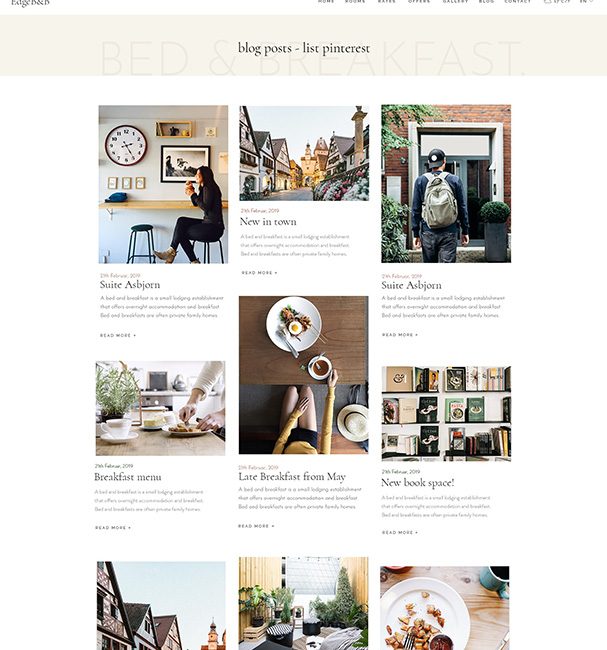 EdgeB&B
HOME ROOMS RATES OFFERS GALLERY BLOG CONTACT EN
BED & BREAKFAST.
blog posts - list pinterest
21th Februar, 2019
Suite Asbjorn
A bed and breakfast is a small lodging establishment
that offers overnight accommodation and breakfast.
Bed and breakfasts are often private family homes.
READ MORE +
21th Februar, 2019
New in town
A bed and breakfast is a small lodging establishment
that offers overnight accommodation and breakfast.
Bed and breakfasts are often private family homes.
READ MORE +
21th Februar, 2019
Suite Asbjorn
A bed and breakfast is a small lodging establishment
that offers overnight accommodation and breakfast.
Bed and breakfasts are often private family homes.
READ MORE +
21th Februar, 2019
Breakfast menu
A bed and breakfast is a small lodging establishment
that offers overnight accommodation and breakfast.
Bed and breakfasts are often private family homes.
READ MORE +
21th Februar, 2019
Late Breakfast from May
A bed and breakfast is a small lodging establishment
that offers overnight accommodation and breakfast.
Bed and breakfasts are often private family homes.
READ MORE +
21th Februar, 2019
New book space!
A bed and breakfast is a small lodging establishment
that offers overnight accommodation and breakfast.
Bed and breakfasts are often private family homes.
READ MORE +